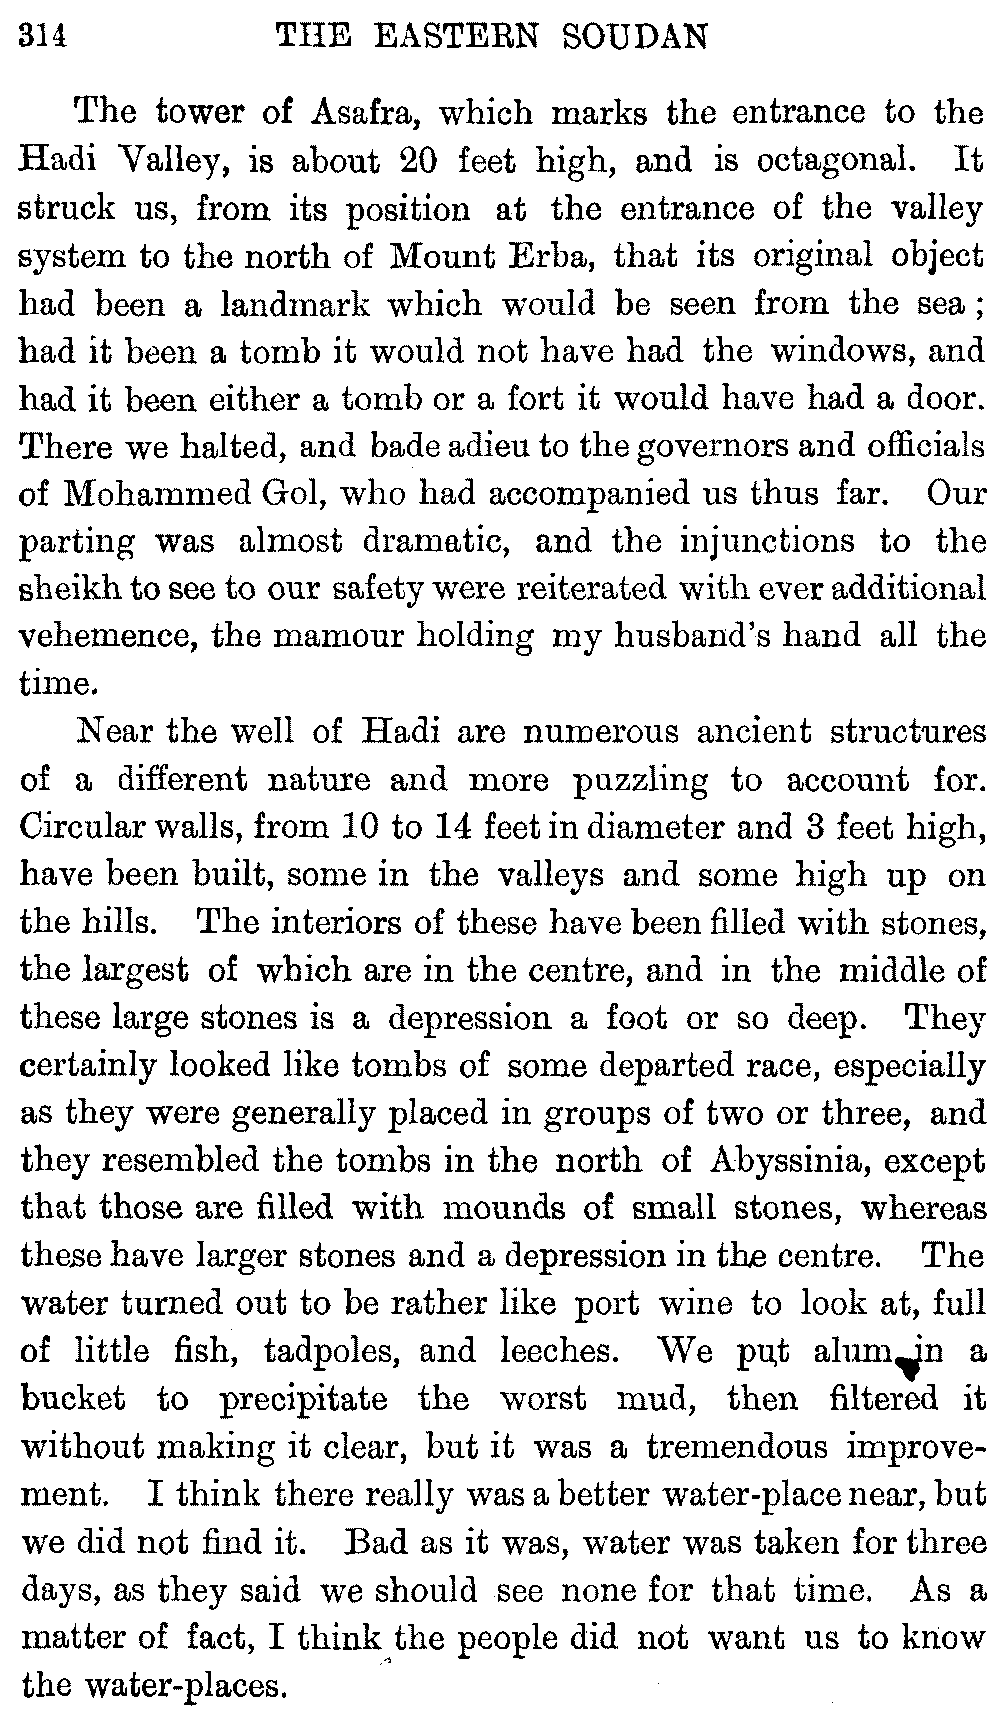 314 THE EASTERN SOUDAN
The tower of Asafra, which marks the entrance to the
Hadi Valley, is about 20 feet high, and is octagonal. It
struck us, from its position at the entrance of the valley
system to the north of Mount Erba, that its original object
had been a landmark which would be seen from the sea ;
had it been a tomb it would not have had the windows, and
had it been either a tomb or a fort it would have had a door.
There we halted, and bade adieu to the governors and officials
of Mohammed Gol, who had accompanied us thus far. Our
parting was almost dramatic, and the injunctions to the
sheikh to see to our safety were reiterated with ever additional
vehemence, the mamour holding my husband's hand all the
time.
Near the well of Hadi are numerous ancient structures
of a different nature and more puzzling to account for.
Circular walls, from 10 to 14 feet in diameter and 3 feet high,
have been built, some in the valleys and some high up on
the hills. The interiors of these have been filled with stones,
the largest of which are in the centre, and in the middle of
these large stones is a depression a foot or so deep. They
certainly looked like tombs of some departed race, especially
as they were generally placed in groups of two or three, and
they resembled the tombs in the north of Abyssinia, except
that those are filled with mounds of small stones, whereas
these have larger stones and a depression in the centre. The
water turned out to be rather like port wine to look at, full
of little fish, tadpoles, and leeches. We put alum in a
bucket to precipitate the worst mud, then filtered it
without making it clear, but it was a tremendous improve-
ment. I think there really was a better water-place near, but
we did not find it. Bad as it was, water was taken for three
days, as they said we should see none for that time. As a
matter of fact, I think the people did not want us to know
the water-places.